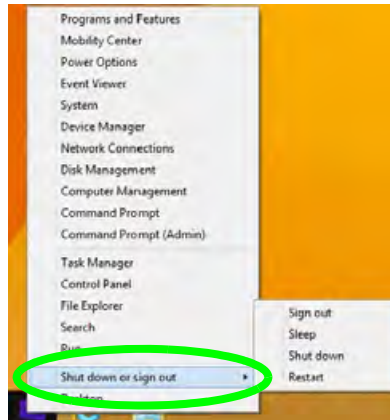 Programs and Features
Mobility Center
Power Options
Event Viewer
System
Device Manager
Network Connections
Disk Management
Computer Management
Command Prompt
Command Prompt (Admin)
Task Manager
Control Panel
File Explorer
Search
Run
Shut down or sign out
Desktop
Sign out
Sleep
Shut down
Restart